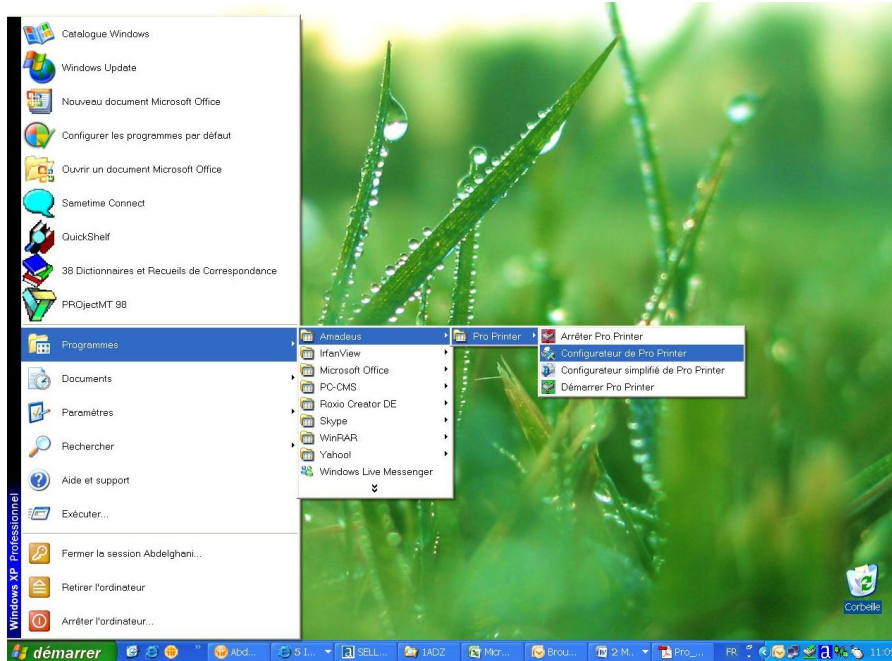 Catalogue Windows
Windows Update
Nouveau document Microsoft Office
Configurer les programmes par défaut
Ouvrir un document Microsoft Office
Sametime Connect
QuickShelf
38 Dictionnaires et Recueils de Correspondance
PROjectMT 98
Programmes
Documents
Paramètres
Rechercher
Aide et support
Exécuter...
Fermer la session Abdelghani...
Retirer l'ordinateur
Arrêter l'ordinateur...
Windows XP Professionnel
Amadeus
IrfanView
Microsoft Office
PC-CMS
Roxio Creator DE
Skype
WinRAR
Yahoo!
Windows Live Messenger
Pro Printer
Arrêter Pro Printer
Configurateur de Pro Printer
Configurateur simplifié de Pro Printer
Démarrer Pro Printer
Corbeille
démarrer
Abd...
5 I...
SELL...
1ADZ
Micr...
Brou...
2 M...
Pro_...
FR
11:0